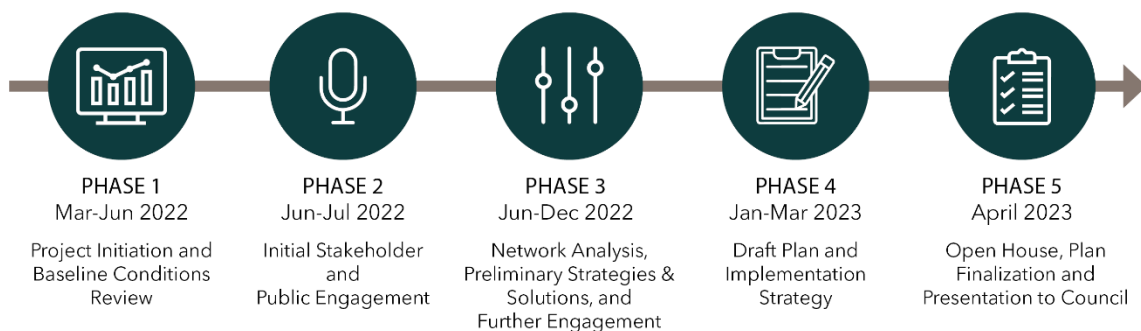 PHASE 1
Mar-Jun 2022
Project Initiation and
Baseline Conditions
Review
PHASE 2
Jun-Jul 2022
Initial Stakeholder
and
Public Engagement
PHASE 3
Jun-Dec 2022
Network Analysis,
Preliminary Strategies &
Solutions, and
Further Engagement
PHASE 4
Jan-Mar 2023
Draft Plan and
Implementation
Strategy
PHASE 5
April 2023
Open House, Plan
Finalization and
Presentation to Council